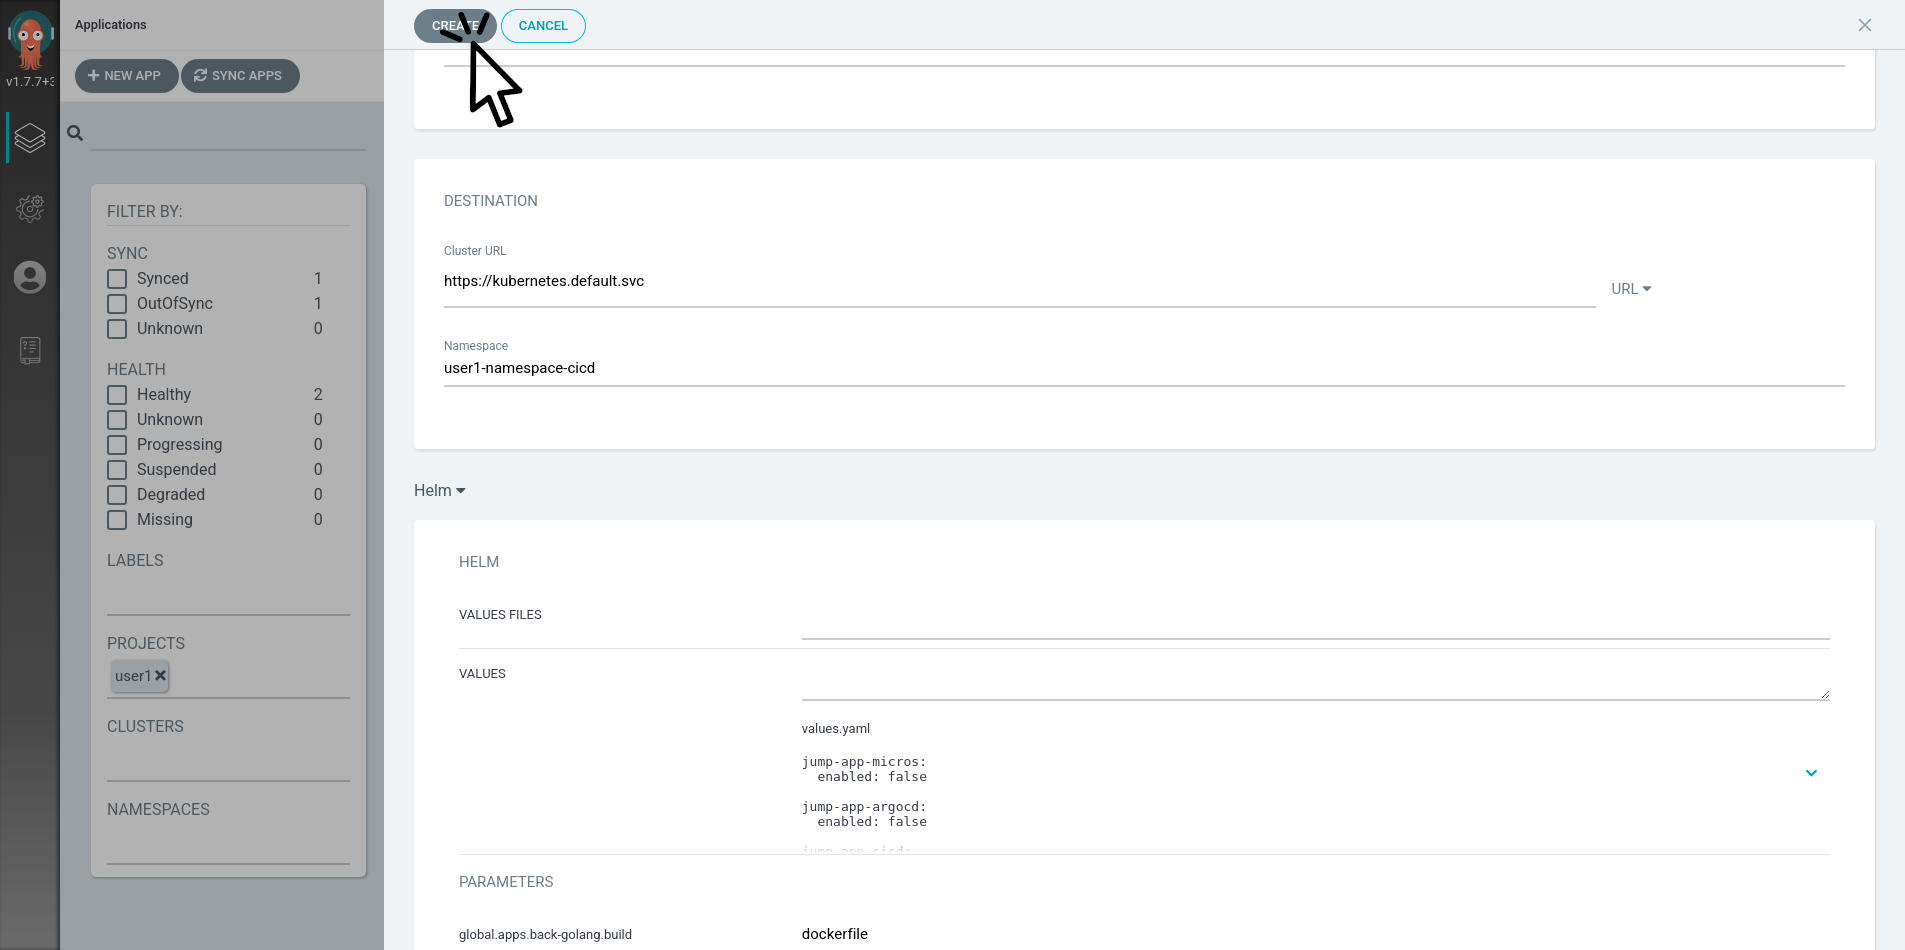 v1.7.7+3
Applications
NEW APP
SYNC APPS
FILTER BY:
SYNC
Synced 1
OutOfSync 1
Unknown 0
HEALTH
Healthy 2
Unknown 0
Progressing 0
Suspended 0
Degraded 0
Missing 0
LABELS
PROJECTS
user1
CLUSTERS
NAMESPACES
CREATE CANCEL
DESTINATION
Cluster URL
https://kubernetes.default.svc
URL
Namespace
user1-namespace-cicd
Helm
HELM
VALUES FILES
VALUES
values.yaml
jump-app-micros:
enabled: false
jump-app-argocd:
enabled: false
jump-app-cicd:
PARAMETERS
global.apps.back-golang.build dockerfile